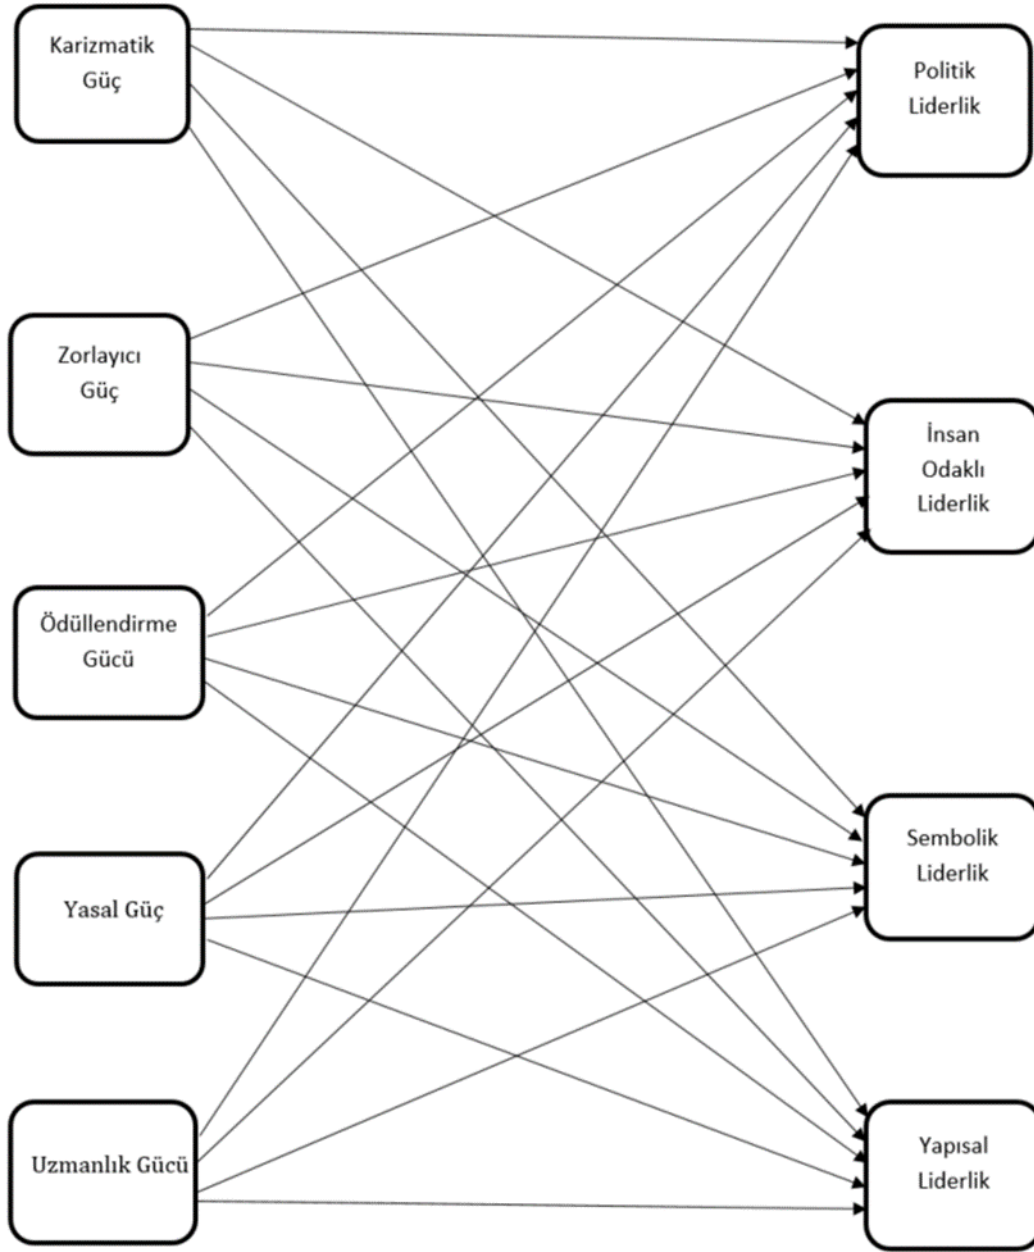 Karizmatik
Güç
Zorlayıcı
Güç
Ödüllendirme
Gücü
Yasal Güç
Uzmanlık Gücü
Politik
Liderlik
İnsan
Odaklı
Liderlik
Sembolik
Liderlik
Yapısal
Liderlik